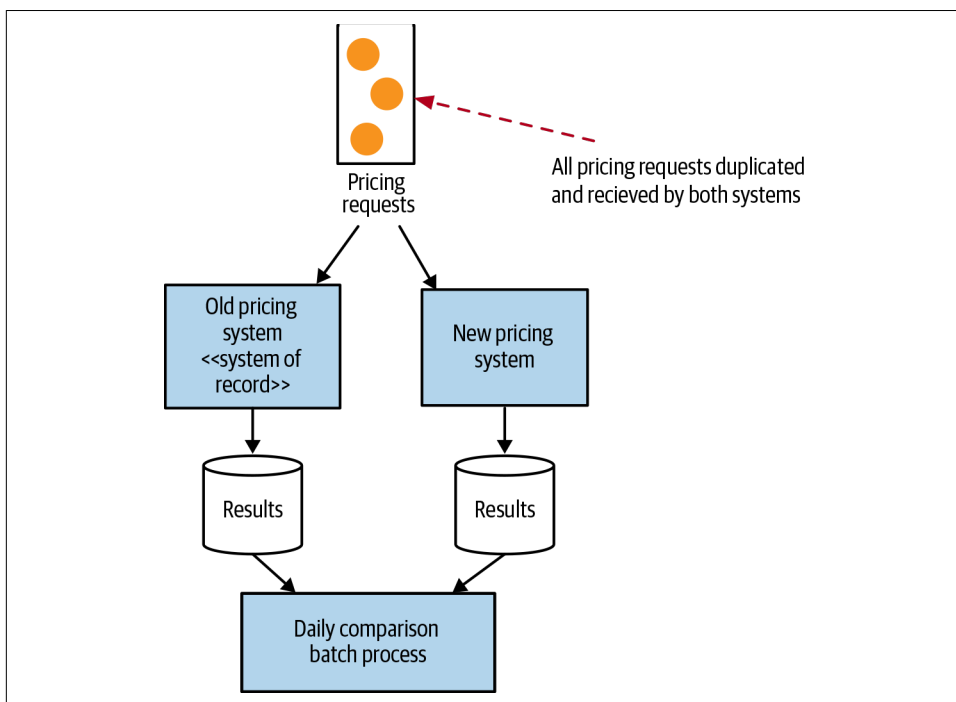 Pricing
requests
All pricing requests duplicated
and recieved by both systems
Old pricing
system
<<system of
record>>
New pricing
system
Results
Results
Daily comparison
batch process